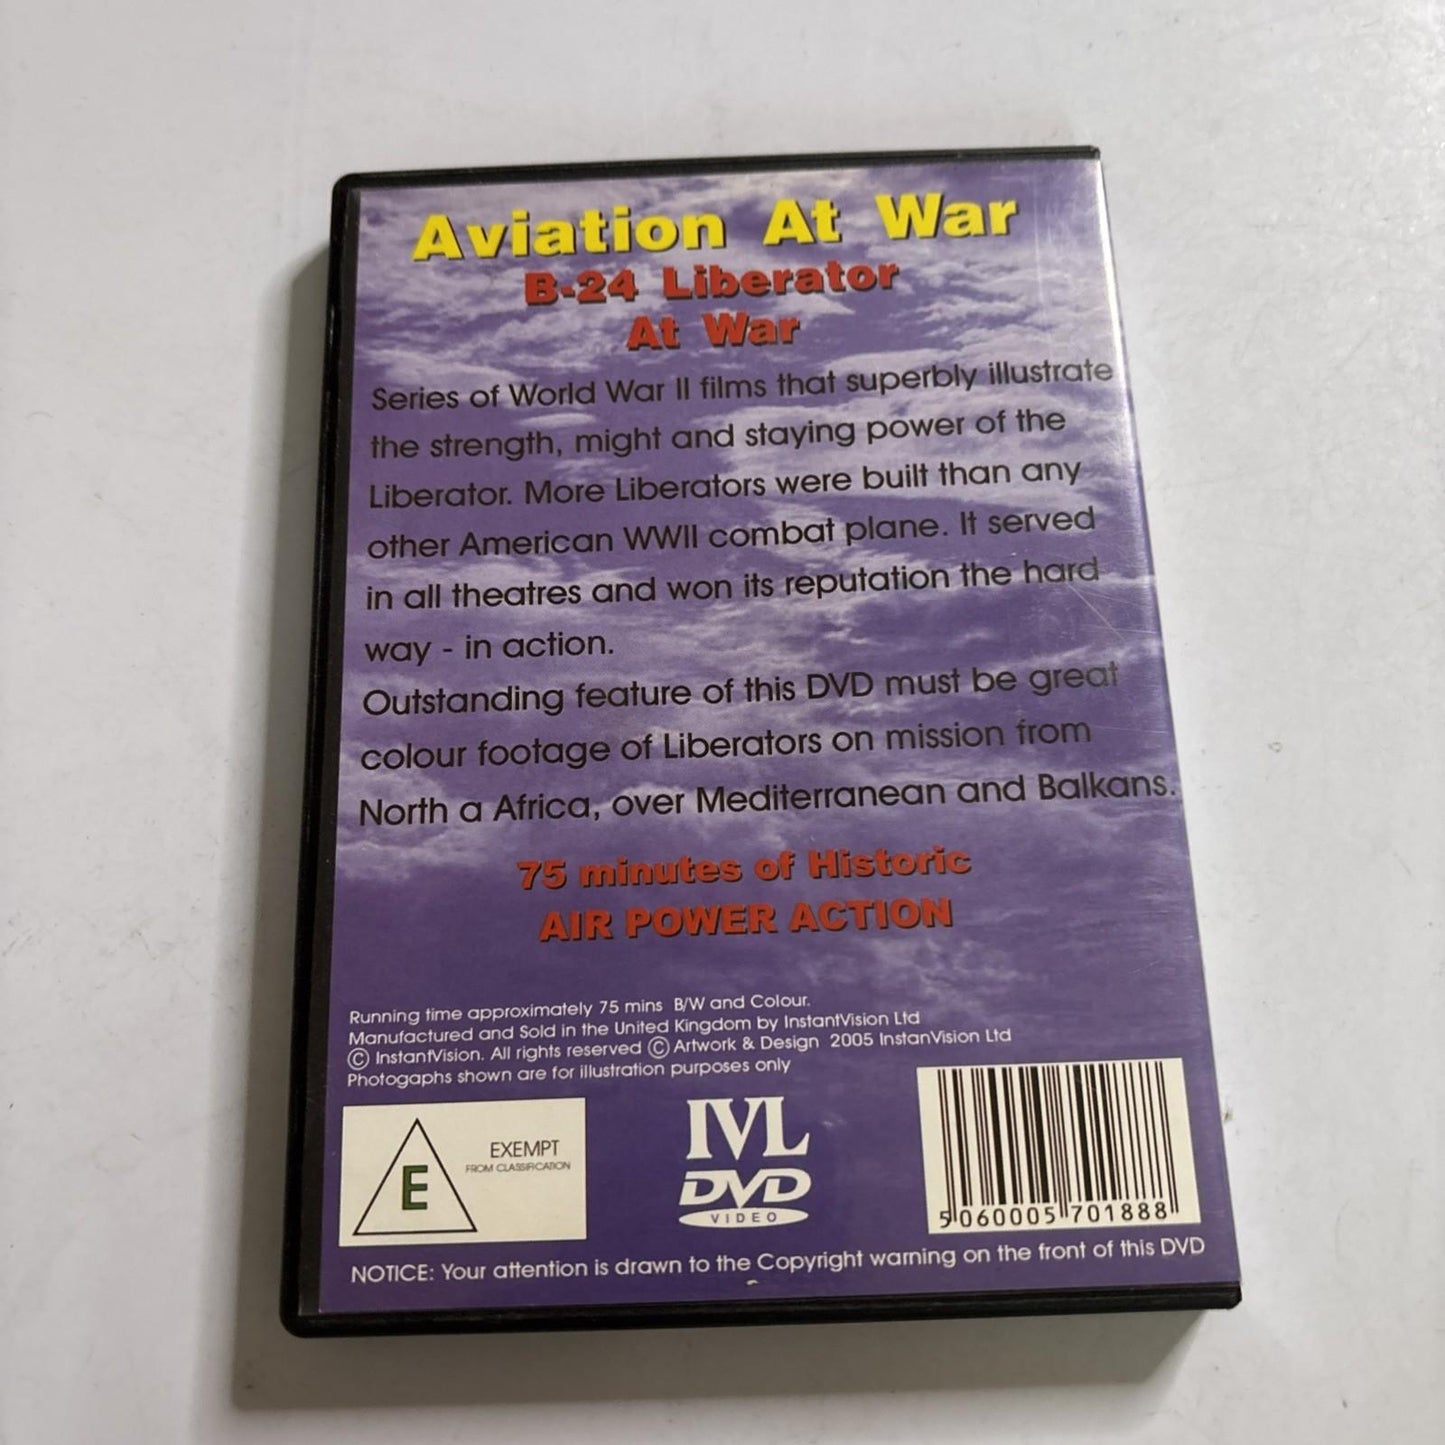 Aviation At War
B-24 Liberator
At War
Series of World War II films that superbly illustrate
the strength, might and staying power of the
Liberator. More Liberators were built than any
other American WWII combat plane. It served
in all theatres and won its reputation the hard
way - in action.
Outstanding feature of this DVD must be great
colour footage of Liberators on mission from
North a Africa, over Mediterranean and Balkans.
75 minutes of Historic
AIR POWER ACTION
Running time approximately 75 mins B/W and Colour.
Manufactured and Sold in the United Kingdom by InstantVision Ltd
© InstantVision. All rights reserved © Artwork & Design 2005 InstanVision Ltd
Photogaphs shown are for illustration purposes only
E
EXEMPT
FROM CLASSIFICATION
IVL
DVD
VIDEO
5 060005 701888
NOTICE: Your attention is drawn to the Copyright warning on the front of this DVD